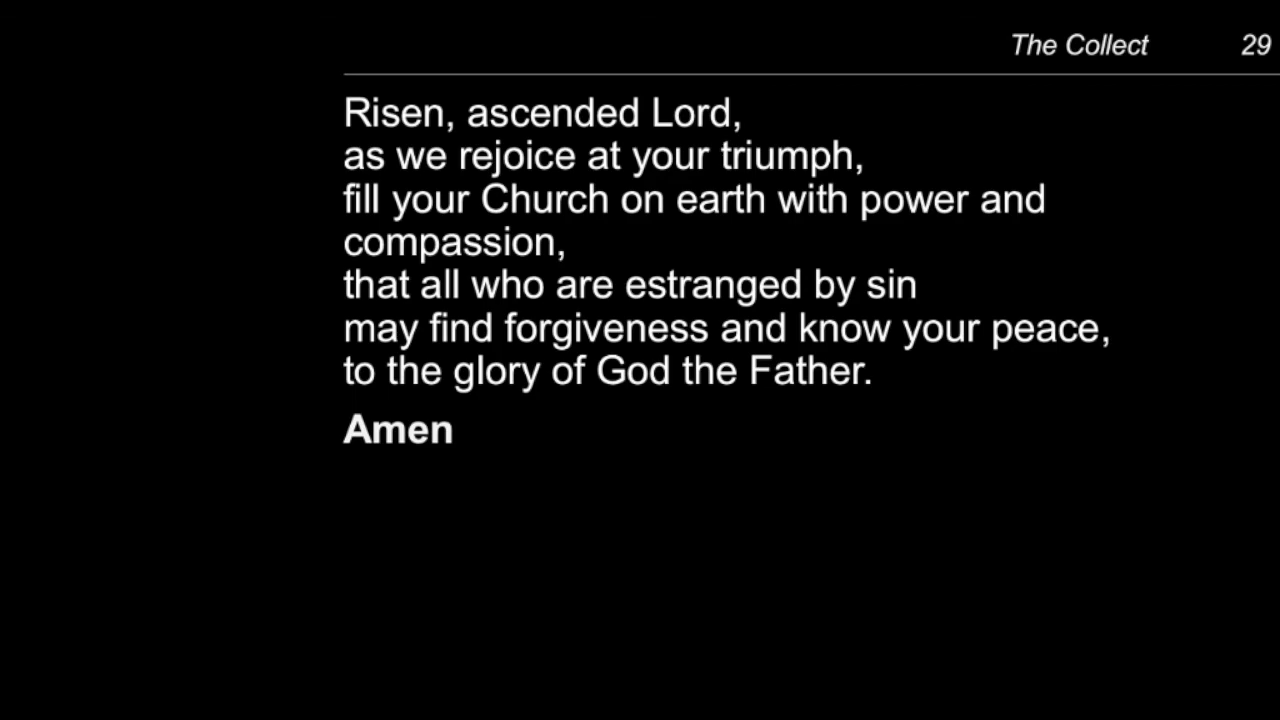 The Collect 29
Risen, ascended Lord,
as we rejoice at your triumph,
fill your Church on earth with power and
compassion,
that all who are estranged by sin
may find forgiveness and know your peace,
to the glory of God the Father.
Amen